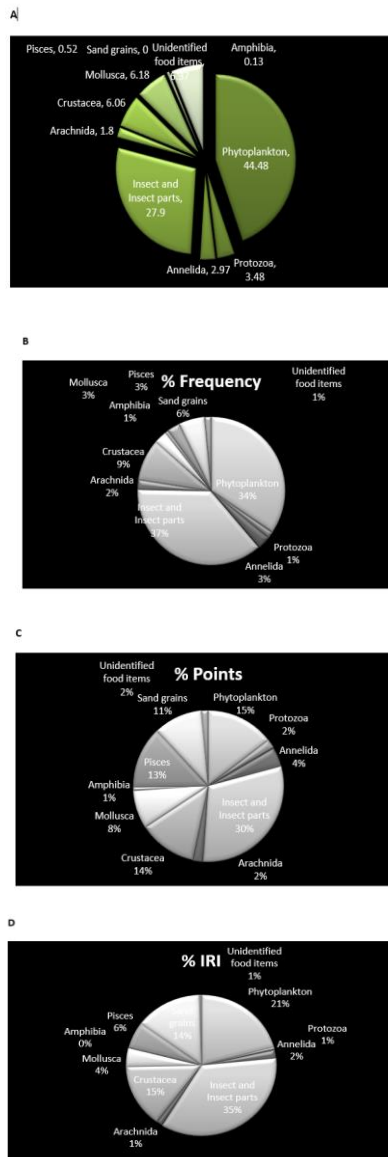 A
Pisces, 0.52
Sand grains, 0
Unidentified
food items,
Amphibia,
0.13
Mollusca, 6.18
Crustacea,
6.06
Arachnida, 1.8
Phytoplankton,
44.48
Insect and
Insect parts,
27.9
Annelida, 2.97
Protozoa,
3.48
B
% Frequency
Mollusca
3%
Pisces
3%
Unidentified
food items
1%
Amphibia
1%
Sand grains
6%
Crustacea
9%
Arachnida
2%
Phytoplankton
34%
Insect and
Insect parts
37%
Protozoa
1%
Annelida
3%
C
% Points
Unidentified
food items
2%
Sand grains
11%
Phytoplankton
15%
Protozoa
2%
Annelida
4%
Pisces
13%
Amphibia
1%
Mollusca
8%
Insect and
Insect parts
30%
Crustacea
14%
Arachnida
2%
D
% IRI
Unidentified
food items
1%
Phytoplankton
21%
Pisces
6%
grains
14%
Amphibia
0%
Protozoa
1%
Annelida
2%
Mollusca
4%
Crustacea
15%
Insect and
Insect parts
35%
Arachnida
1%